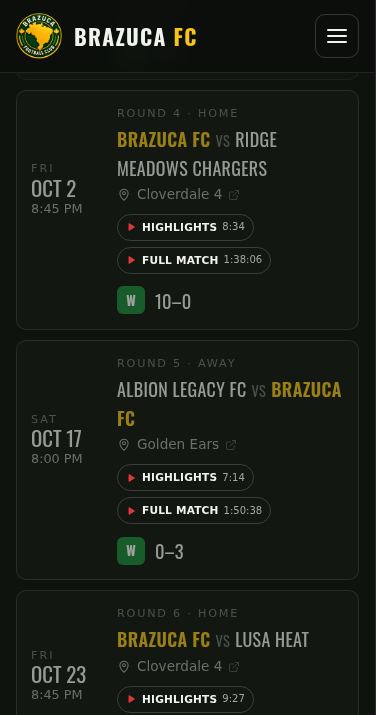 BRAZUCA FC
ROUND 4 · HOME
BRAZUCA FC VS RIDGE
MEADOWS CHARGERS
FRI
OCT 2
8:45 PM
Cloverdale 4
HIGHLIGHTS 8:34
FULL MATCH 1:38:06
W 10–0
ROUND 5 · AWAY
ALBION LEGACY FC VS BRAZUCA
FC
SAT
OCT 17
8:00 PM
Golden Ears
HIGHLIGHTS 7:14
FULL MATCH 1:50:38
W 0–3
ROUND 6 · HOME
BRAZUCA FC VS LUSA HEAT
FRI
OCT 23
8:45 PM
Cloverdale 4
HIGHLIGHTS 9:27